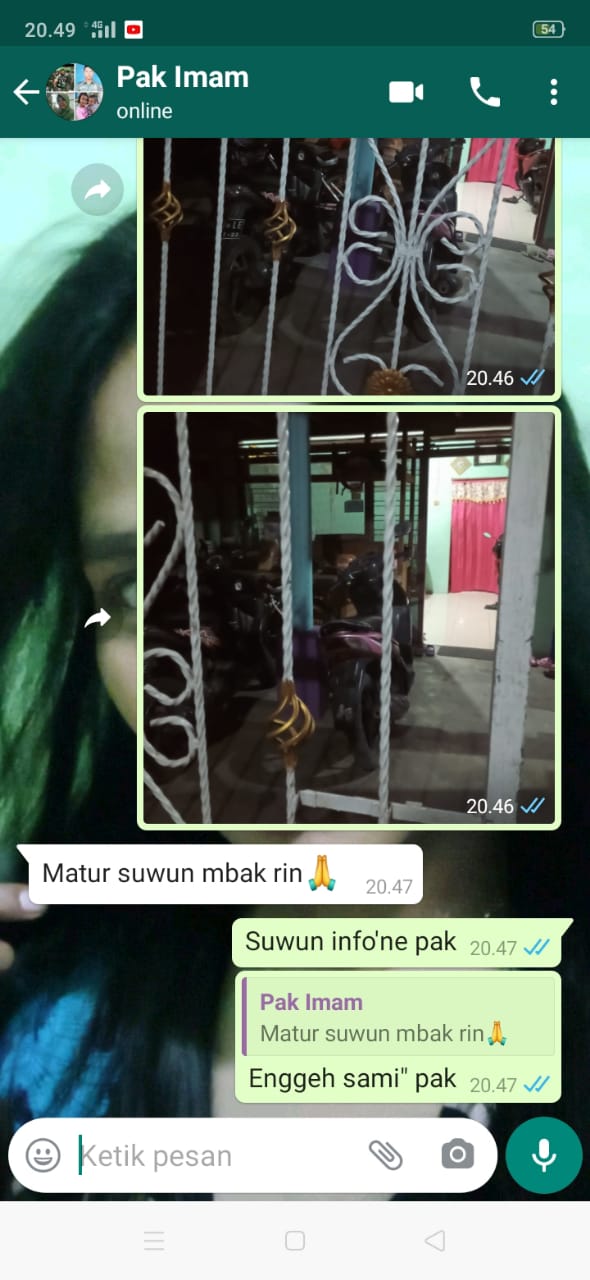 20.49 4G 54
Pak Imam
online
20.46
20.46
Matur suwun mbak rin🙏 20.47
Suwun info'ne pak 20.47
Pak Imam
Matur suwun mbak rin🙏
Enggeh sami" pak 20.47
Ketik pesan